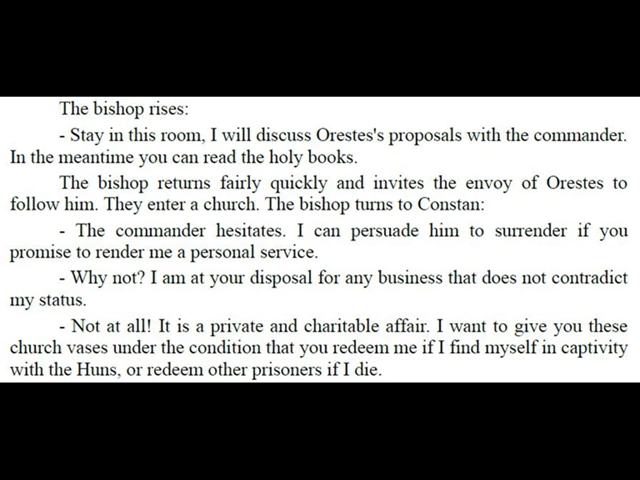 The bishop rises:
- Stay in this room, I will discuss Orestes's proposals with the commander.
In the meantime you can read the holy books.
The bishop returns fairly quickly and invites the envoy of Orestes to
follow him. They enter a church. The bishop turns to Constan:
- The commander hesitates. I can persuade him to surrender if you
promise to render me a personal service.
- Why not? I am at your disposal for any business that does not contradict
my status.
- Not at all! It is a private and charitable affair. I want to give you these
church vases under the condition that you redeem me if I find myself in captivity
with the Huns, or redeem other prisoners if I die.